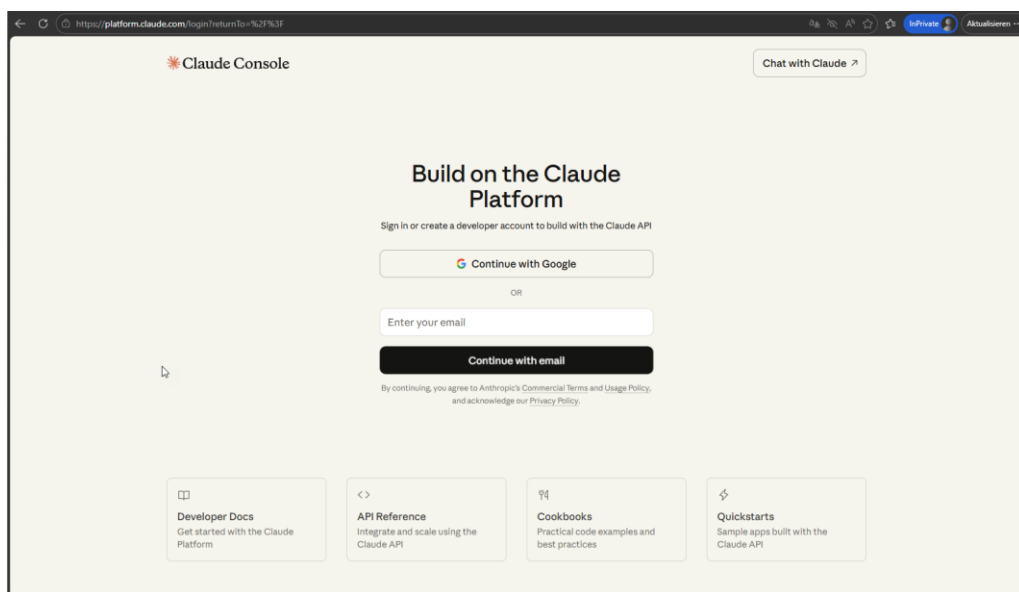 https://platform.claude.com/login?returnTo=%2F%3F
InPrivate
Aktualisieren
Claude Console
Chat with Claude ↗
Build on the Claude
Platform
Sign in or create a developer account to build with the Claude API
Continue with Google
OR
Enter your email
Continue with email
By continuing, you agree to Anthropic's Commercial Terms and Usage Policy,
and acknowledge our Privacy Policy.
Developer Docs
Get started with the Claude
Platform
API Reference
Integrate and scale using the
Claude API
Cookbooks
Practical code examples and
best practices
Quickstarts
Sample apps built with the
Claude API